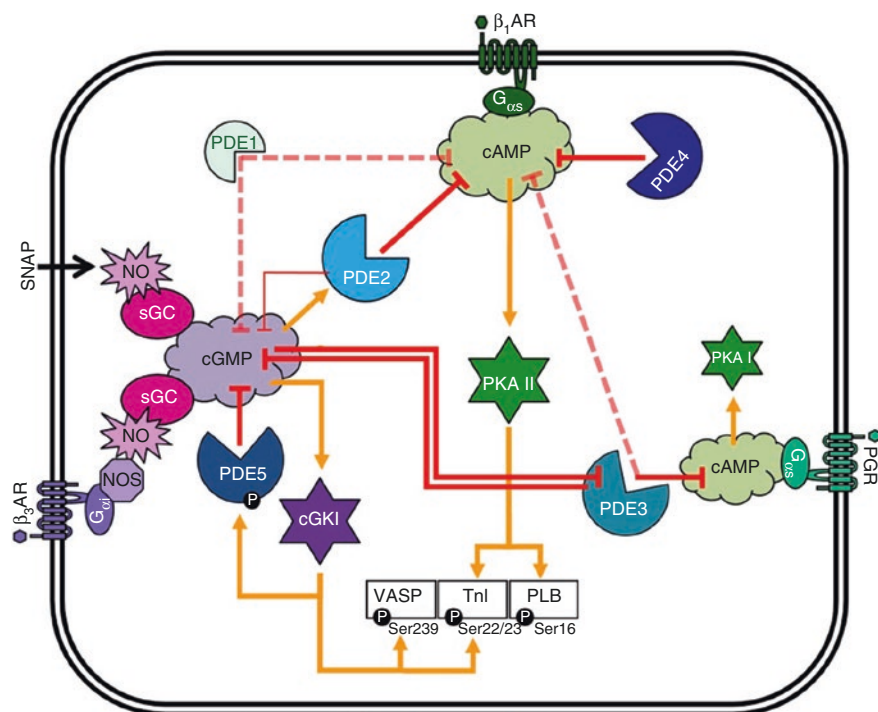 β1AR
Gαs
PDE1
cAMP
PDE4
SNAP
NO
PDE2
sGC
cGMP
PKA II
PKA I
sGC
NO
NOS
PDE5
P
cAMP
Gαs
PGR
β3AR
Gαi
cGKI
PDE3
VASP
TnI
PLB
P
P
P
Ser239
Ser22/23
Ser16